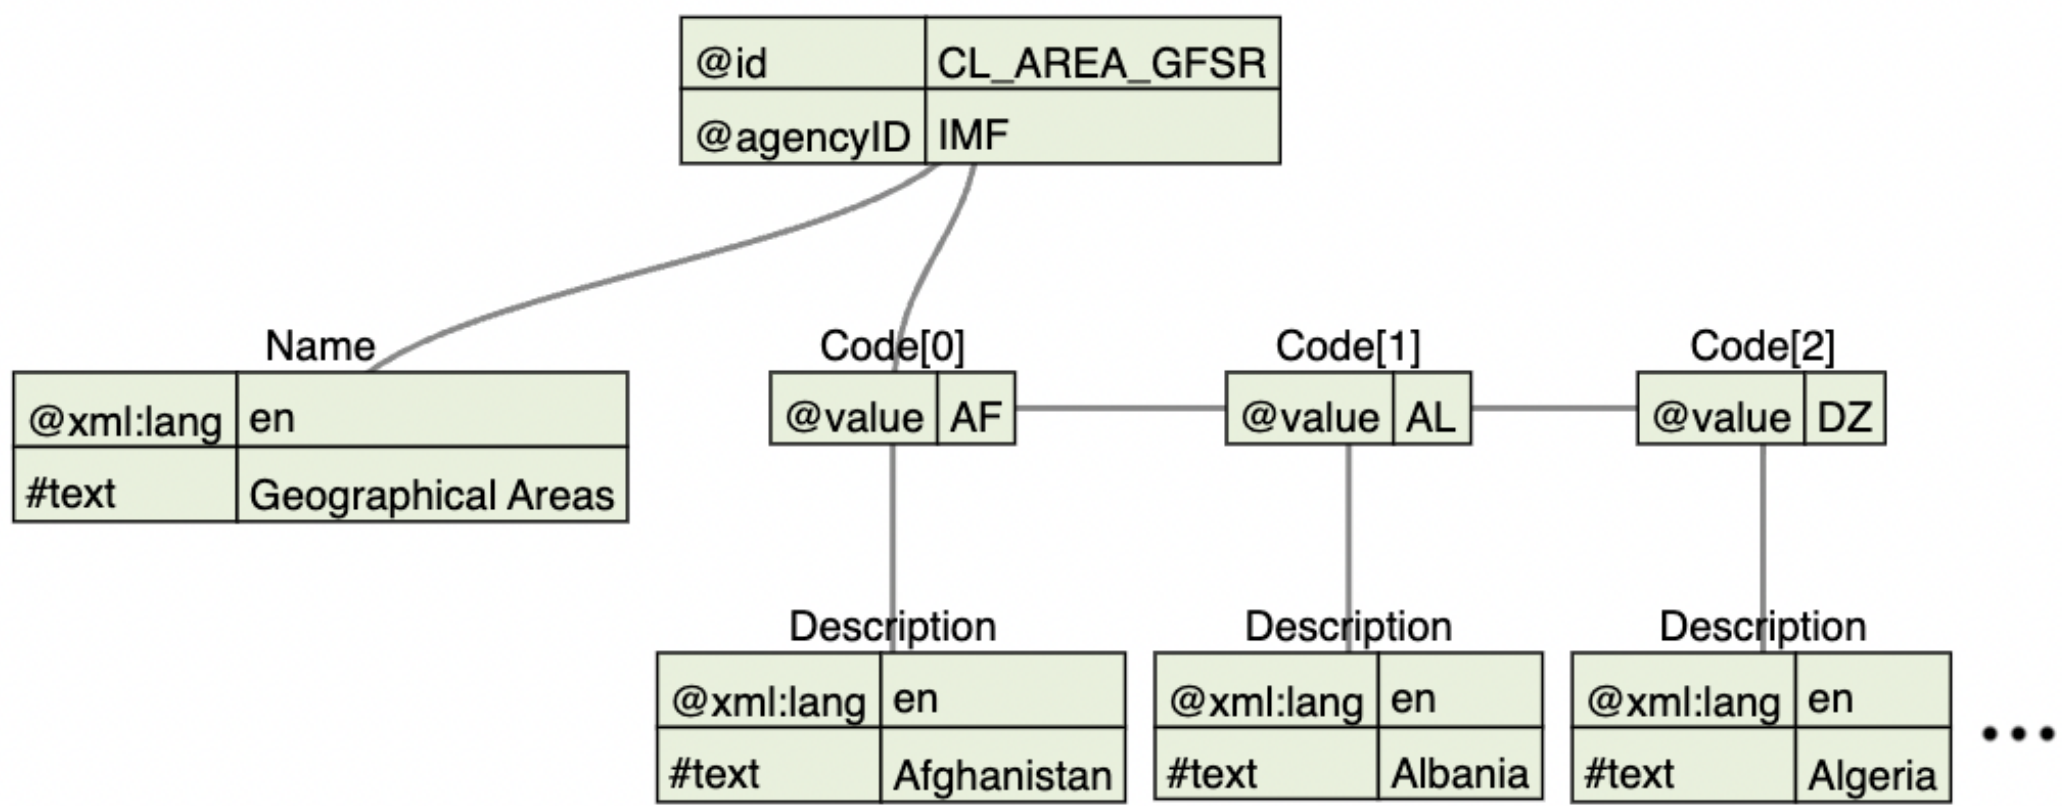 @id CL_AREA_GFSR
@agencyID IMF
Name
@xml:lang en
#text Geographical Areas
Code[0]
@value AF
Code[1]
@value AL
Code[2]
@value DZ
Description
@xml:lang en
#text Afghanistan
Description
@xml:lang en
#text Albania
Description
@xml:lang en
#text Algeria
...